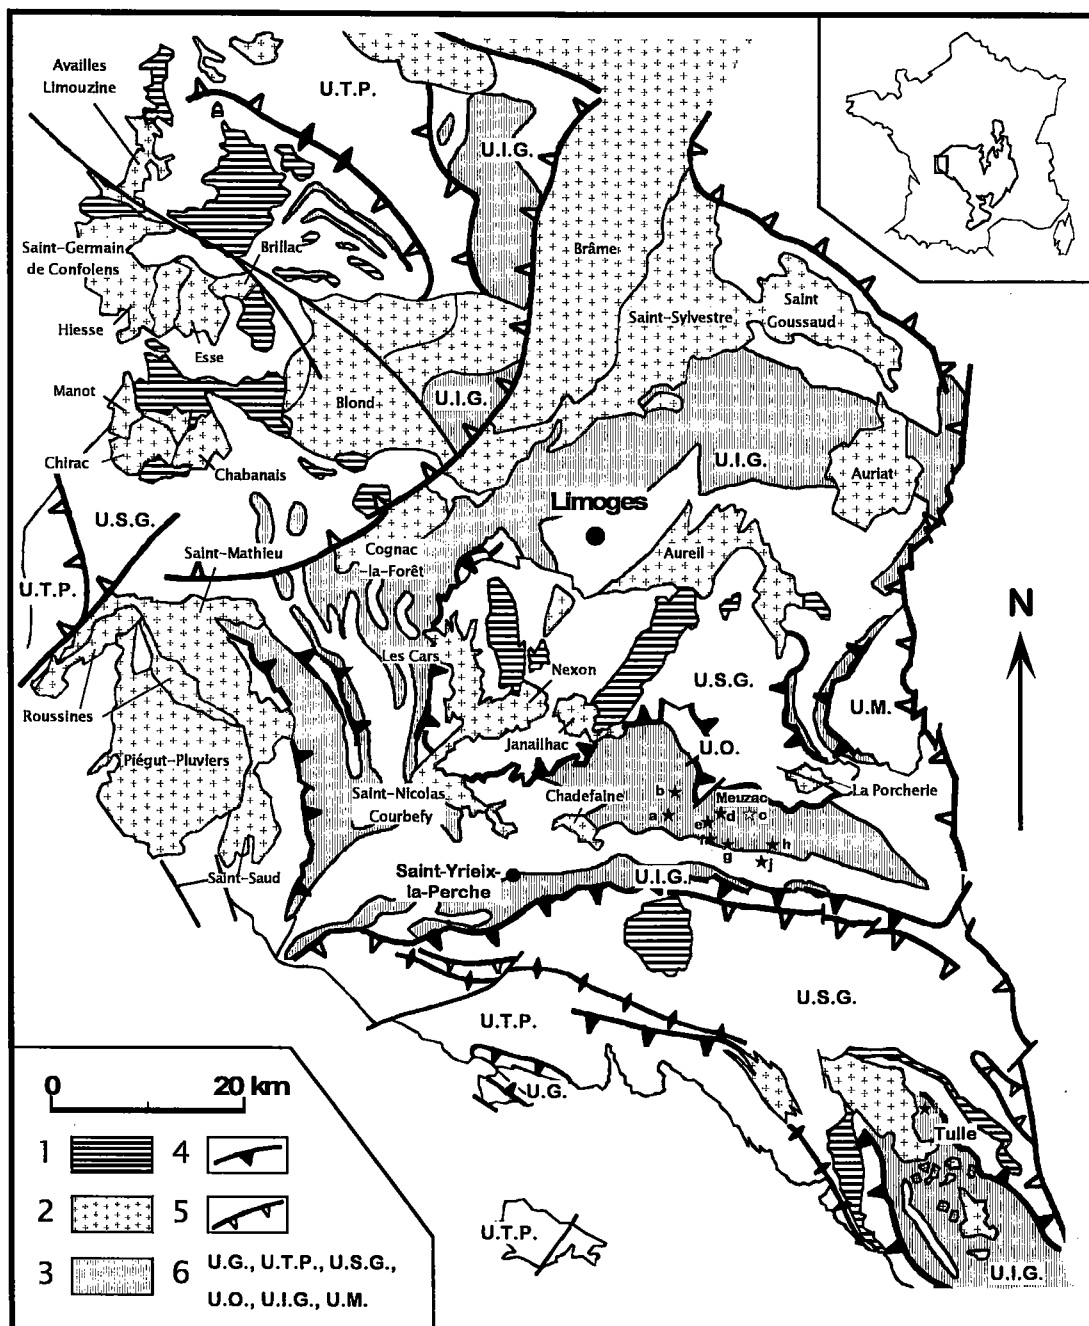 Availles
Limouzine
U.T.P.
U.I.G.
Saint-Germain
de Confolens
Brillac
Brâme
Saint-Sylvestre
Saint
Goussaud
Hiesse
Esse
Manot
Blond
U.I.G.
Chirac
Chabanais
U.I.G.
Auriat
Limoges
U.S.G.
Saint-Mathieu
Cognac
-la-Forêt
Aureil
U.T.P.
N
Les Cars
Nexon
U.S.G.
U.M.
Roussines
Janailhac
U.O.
Piégut-Pluviers
Saint-Nicolas
Courbefy
Chadefaine
La Porcherie
Meuzac
b
a
e
d
c
f
g
h
j
Saint-Saud
Saint-Yrieix-
la-Perche
U.I.G.
U.S.G.
U.T.P.
U.G.
Tulle
U.T.P.
U.I.G.
0 20 km
1 4
2 5
3 6 U.G., U.T.P., U.S.G.,
U.O., U.I.G., U.M.